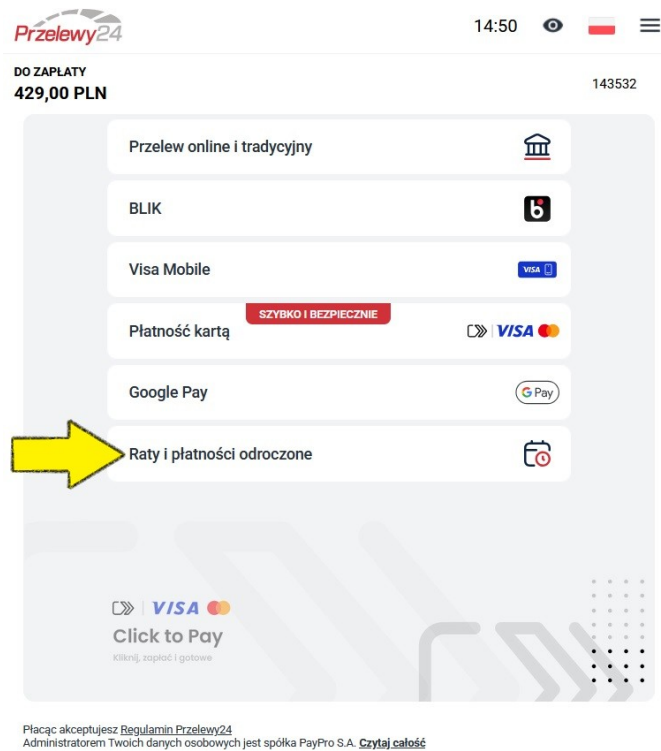 Przelewy24
14:50
DO ZAPŁATY
429,00 PLN
143532
Przelew online i tradycyjny
BLIK
b
Visa Mobile
VISA
SZYBKO I BEZPIECZNIE
Płatność kartą
VISA
Google Pay
G Pay
Raty i płatności odroczone
VISA
Click to Pay
Kliknij, zapłać i gotowe
Płacąc akceptujesz Regulamin Przelewy24
Administratorem Twoich danych osobowych jest spółka PayPro S.A. Czytaj całość